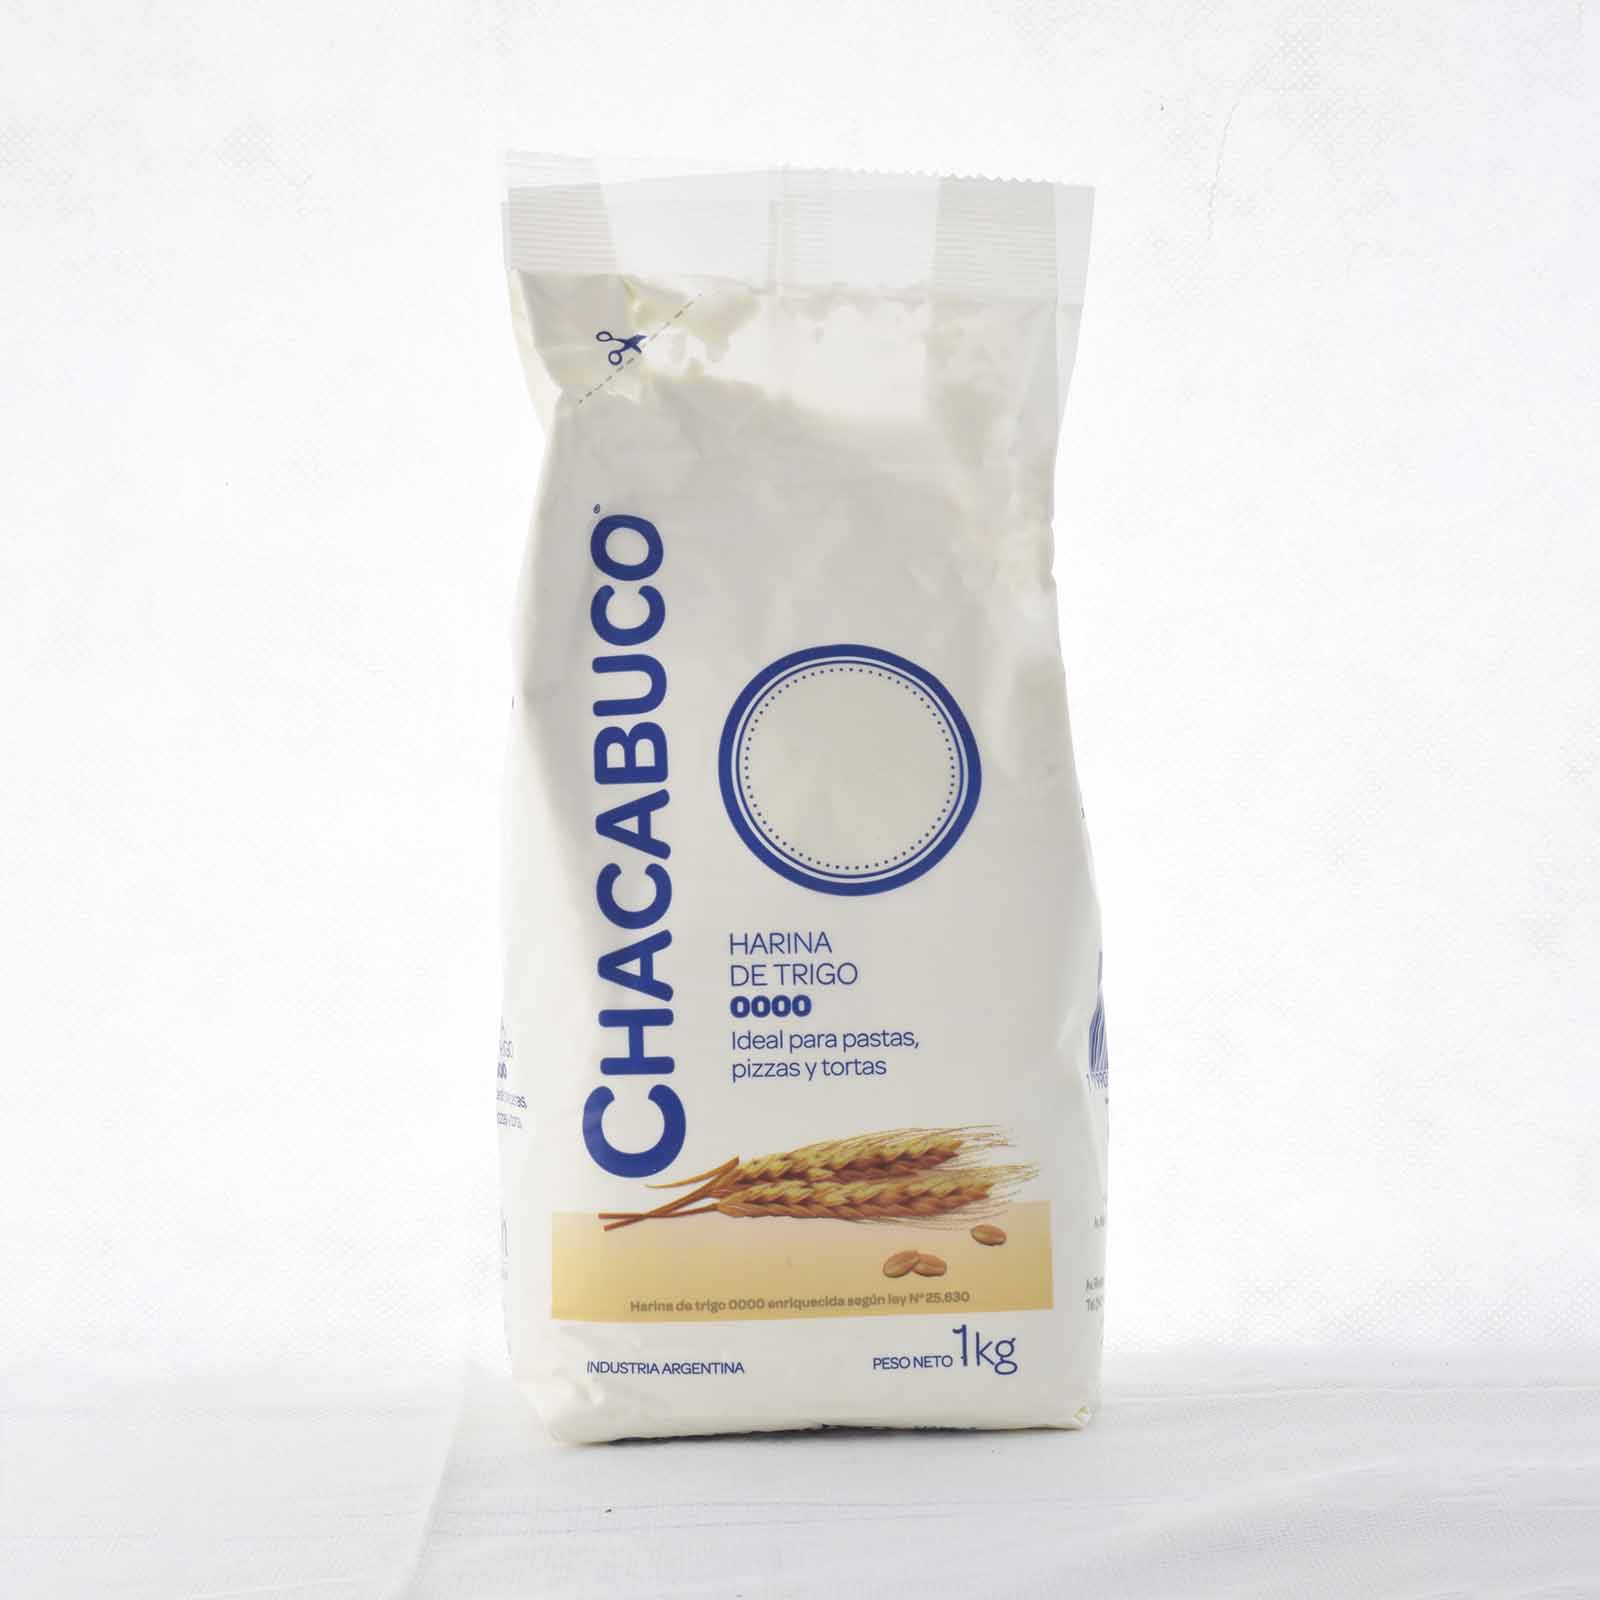 CHACABUCO
HARINA
DE TRIGO
0000
Ideal para pastas,
pizzas y tortas
Harina de trigo 0000 enriquecida según ley Nº 25.630
INDUSTRIA ARGENTINA
PESO NETO 1kg